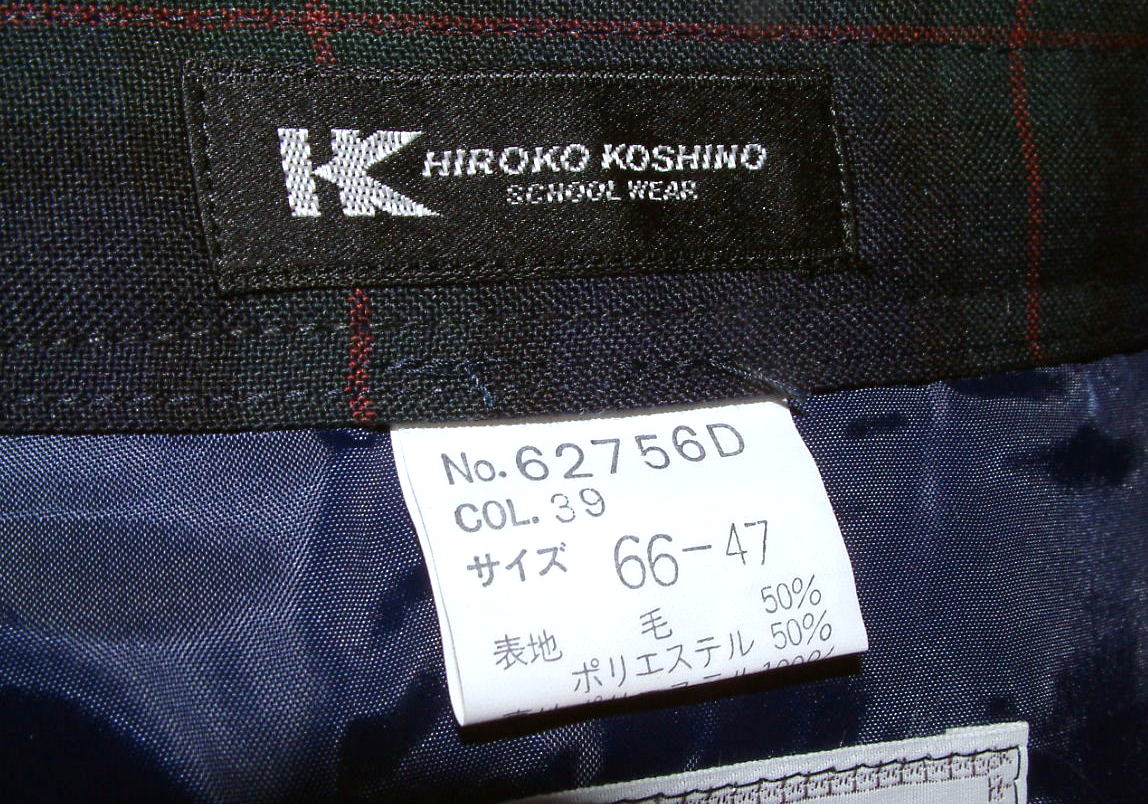 HK HIROKO KOSHINO
SCHOOL WEAR
No.62756D
COL.39
サイズ 66-47
表地 毛 50%
ポリエステル 50%